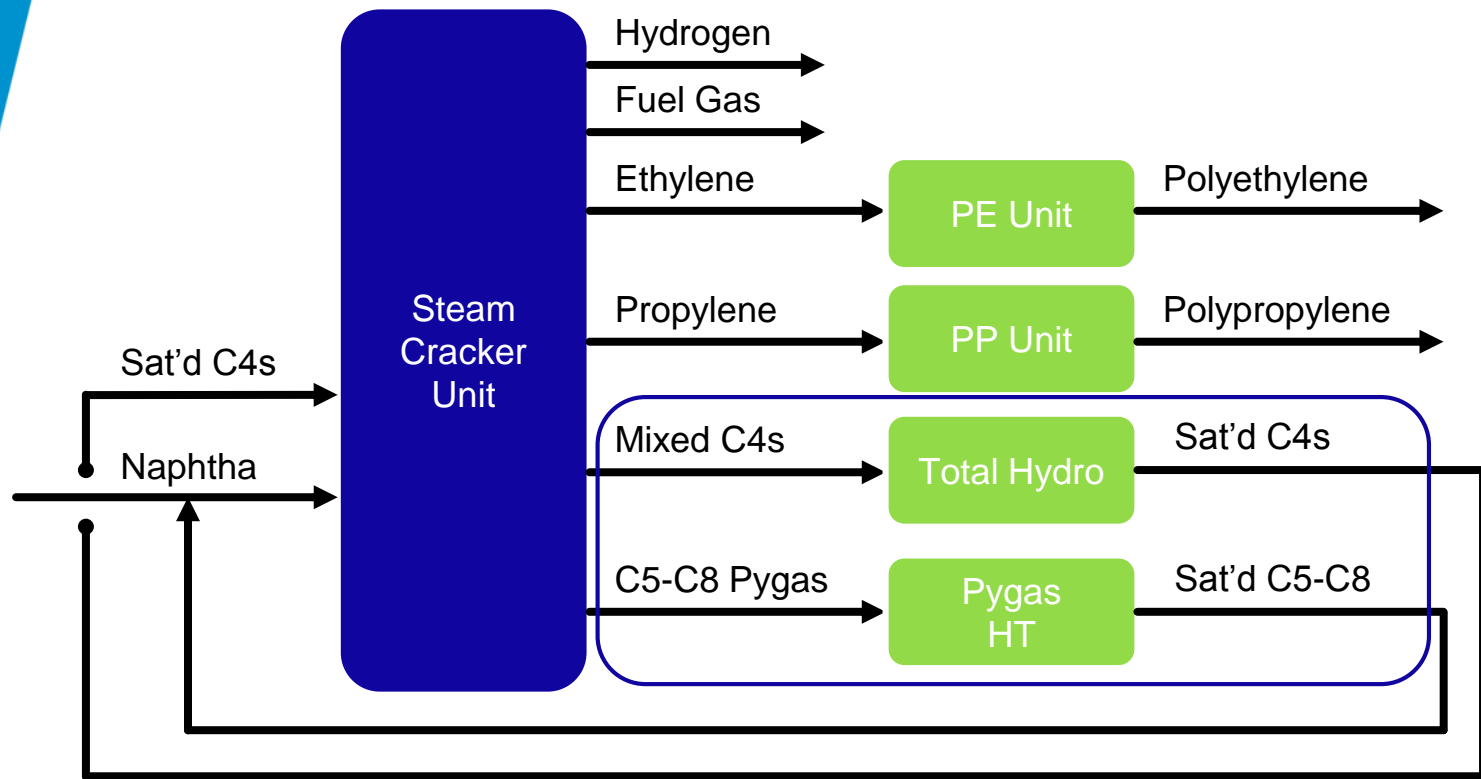 Hydrogen
Fuel Gas
Ethylene
PE Unit
Polyethylene
Steam
Cracker
Unit
Propylene
PP Unit
Polypropylene
Sat’d C4s
Naphtha
Mixed C4s
Total Hydro
Sat’d C4s
C5-C8 Pygas
Pygas
HT
Sat’d C5-C8